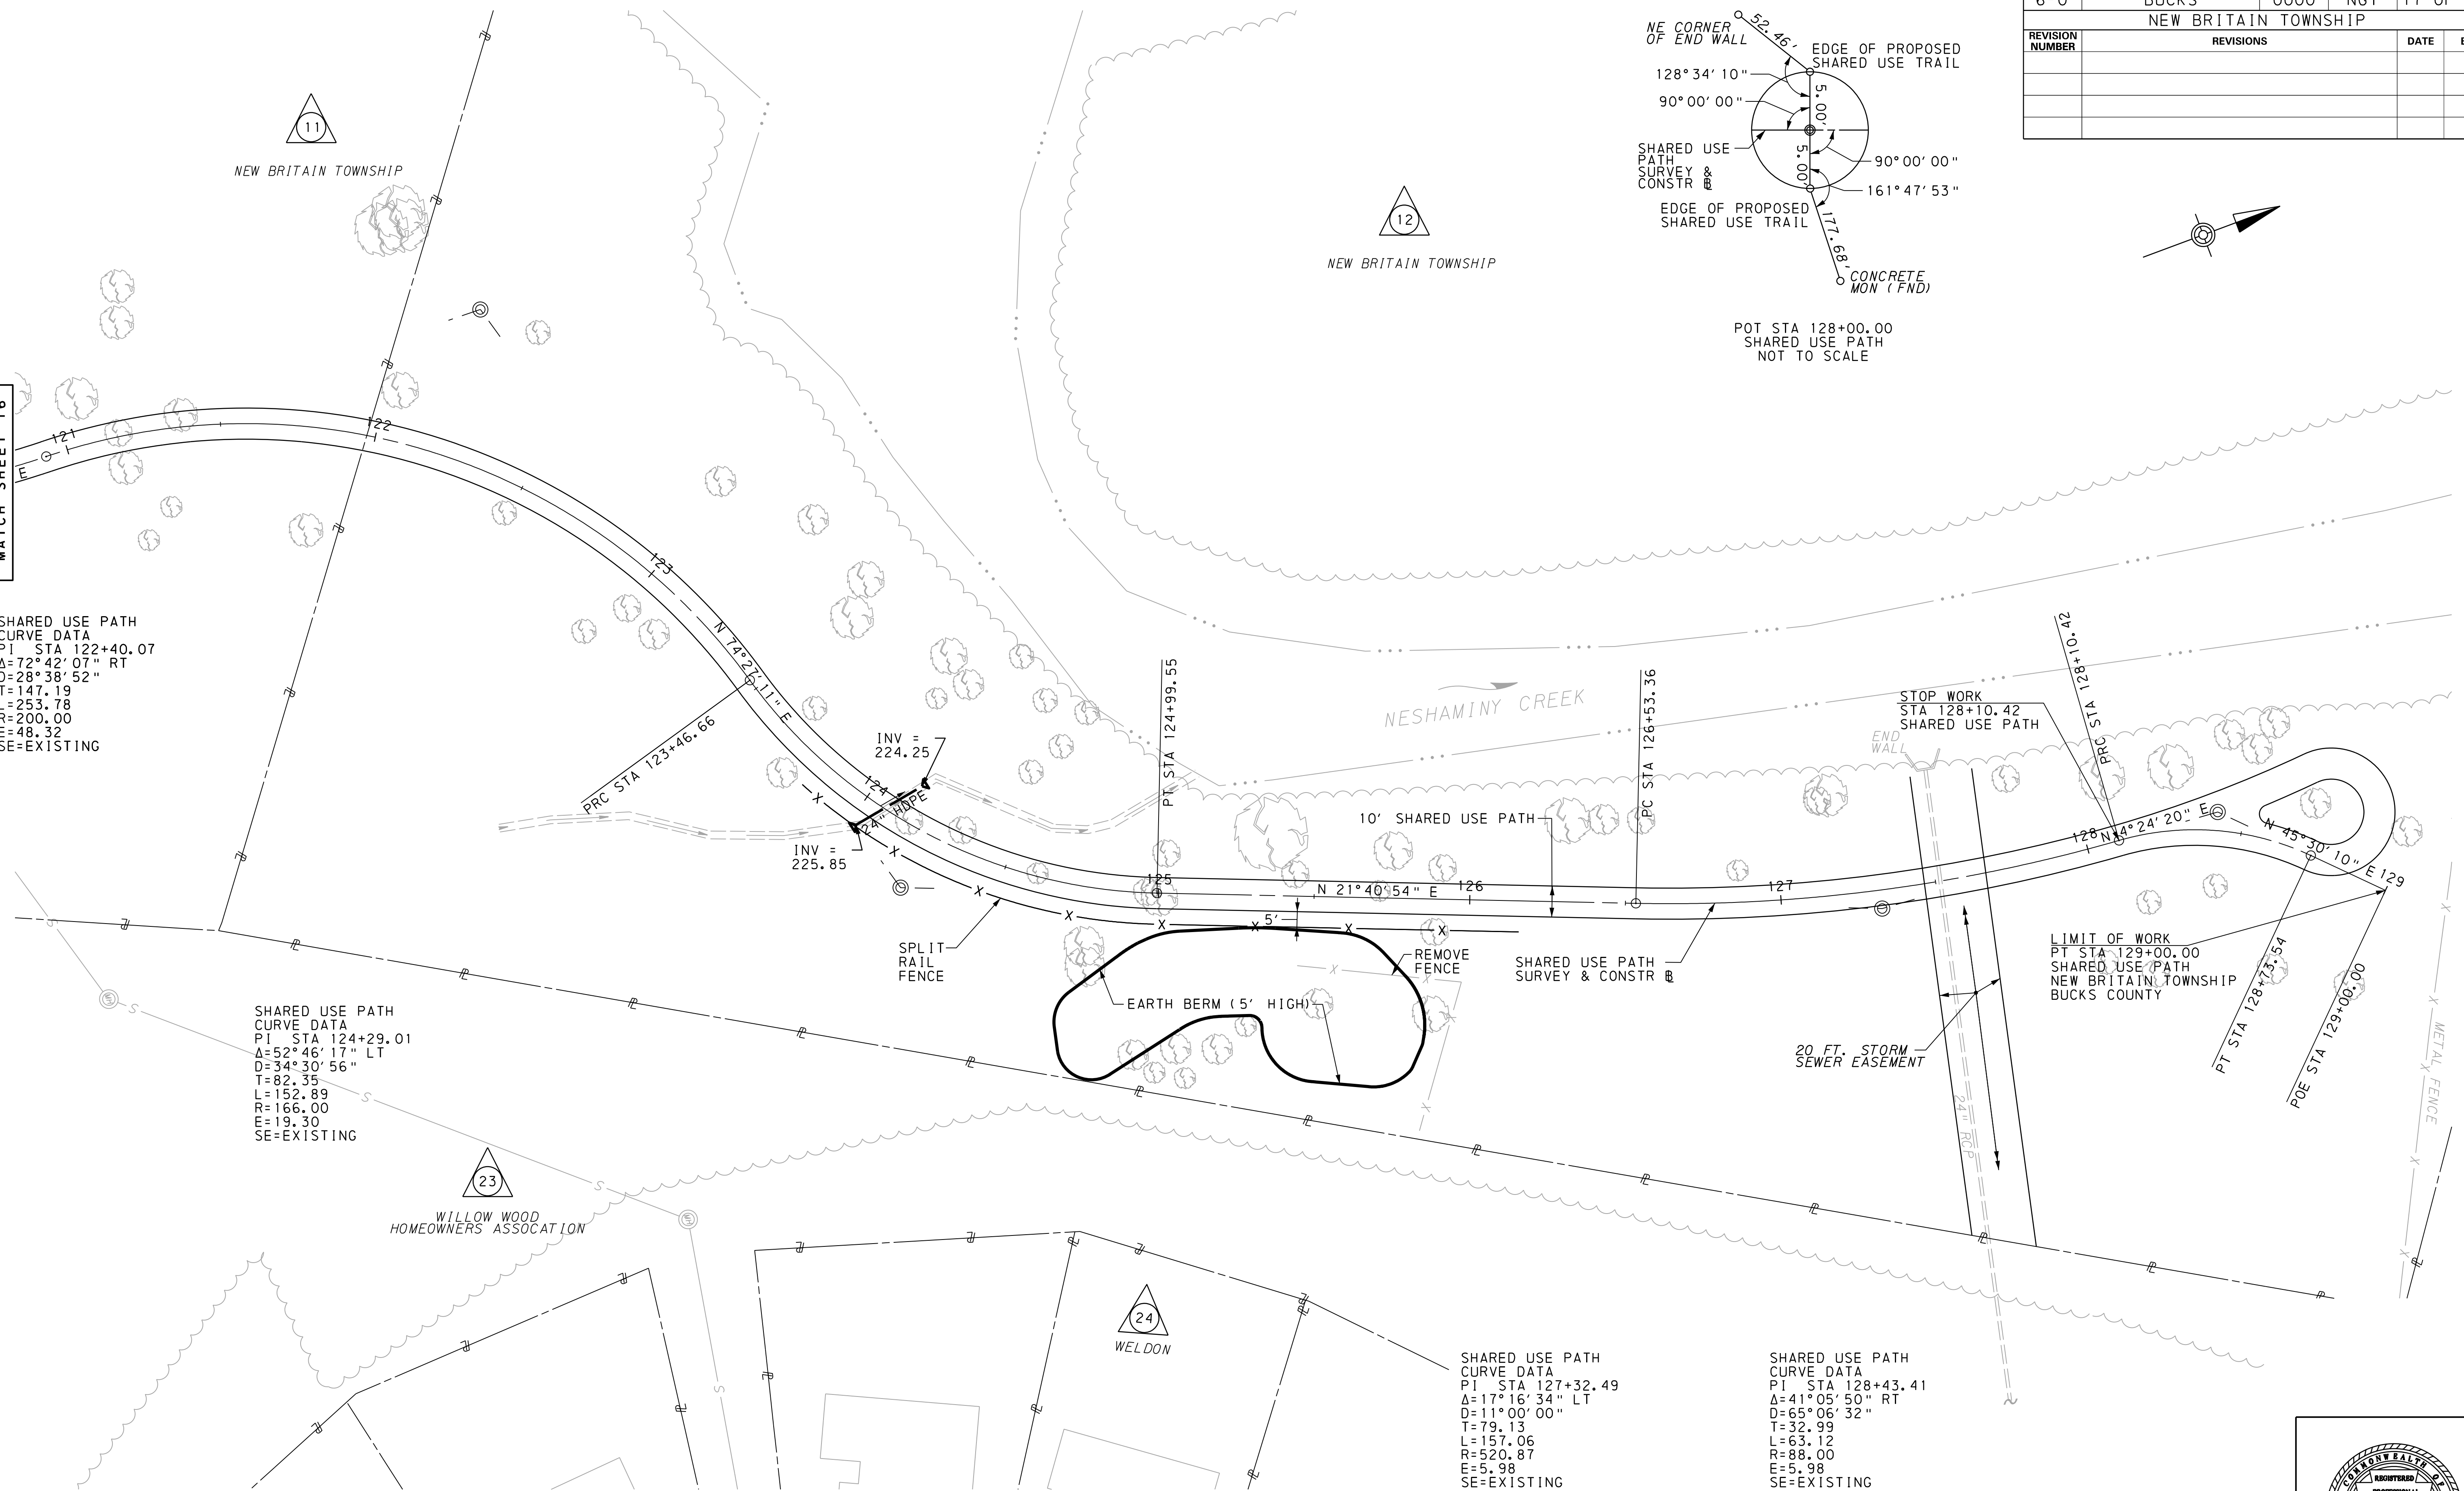 BUCKS
NEW BRITAIN TOWNSHIP
REVISION NUMBER REVISIONS DATE
NE CORNER
OF END WALL
52.46'
EDGE OF PROPOSED
SHARED USE TRAIL
128°34'10"
90°00'00"
5.00'
5.00'
SHARED USE
PATH
SURVEY &
CONSTR BL
90°00'00"
161°47'53"
EDGE OF PROPOSED
SHARED USE TRAIL
177.68'
CONCRETE
MON (FND)
POT STA 128+00.00
SHARED USE PATH
NOT TO SCALE
11
NEW BRITAIN TOWNSHIP
12
NEW BRITAIN TOWNSHIP
MATCH SHEET 16
E
121
122
123
124
125
126
127
128
129
SHARED USE PATH
CURVE DATA
PI STA 122+40.07
Δ=72°42'07" RT
D=28°38'52"
T=147.19
L=253.78
R=200.00
E=48.32
SE=EXISTING
N 74°27'11" E
PRC STA 123+46.66
INV =
224.25
24" HDPE
INV =
225.85
PT STA 124+99.55
NESHAMINY CREEK
PC STA 126+53.36
10' SHARED USE PATH
N 21°40'54" E
5'
STOP WORK
STA 128+10.42
SHARED USE PATH
PRC STA 128+10.42
END
WALL
N 4°24'20" E
N 45°30'10" E
SPLIT
RAIL
FENCE
REMOVE
FENCE
EARTH BERM (5' HIGH)
SHARED USE PATH
SURVEY & CONSTR BL
20 FT. STORM
SEWER EASEMENT
24" RCP
LIMIT OF WORK
PT STA 129+00.00
SHARED USE PATH
NEW BRITAIN TOWNSHIP
BUCKS COUNTY
PT STA 128+73.54
POE STA 129+00.00
METAL FENCE
SHARED USE PATH
CURVE DATA
PI STA 124+29.01
Δ=52°46'17" LT
D=34°30'56"
T=82.35
L=152.89
R=166.00
E=19.30
SE=EXISTING
23
WILLOW WOOD
HOMEOWNERS ASSOCATION
24
WELDON
SHARED USE PATH
CURVE DATA
PI STA 127+32.49
Δ=17°16'34" LT
D=11°00'00"
T=79.13
L=157.06
R=520.87
E=5.98
SE=EXISTING
SHARED USE PATH
CURVE DATA
PI STA 128+43.41
Δ=41°05'50" RT
D=65°06'32"
T=32.99
L=63.12
R=88.00
E=5.98
SE=EXISTING
COMMONWEALTH OF
REGISTERED